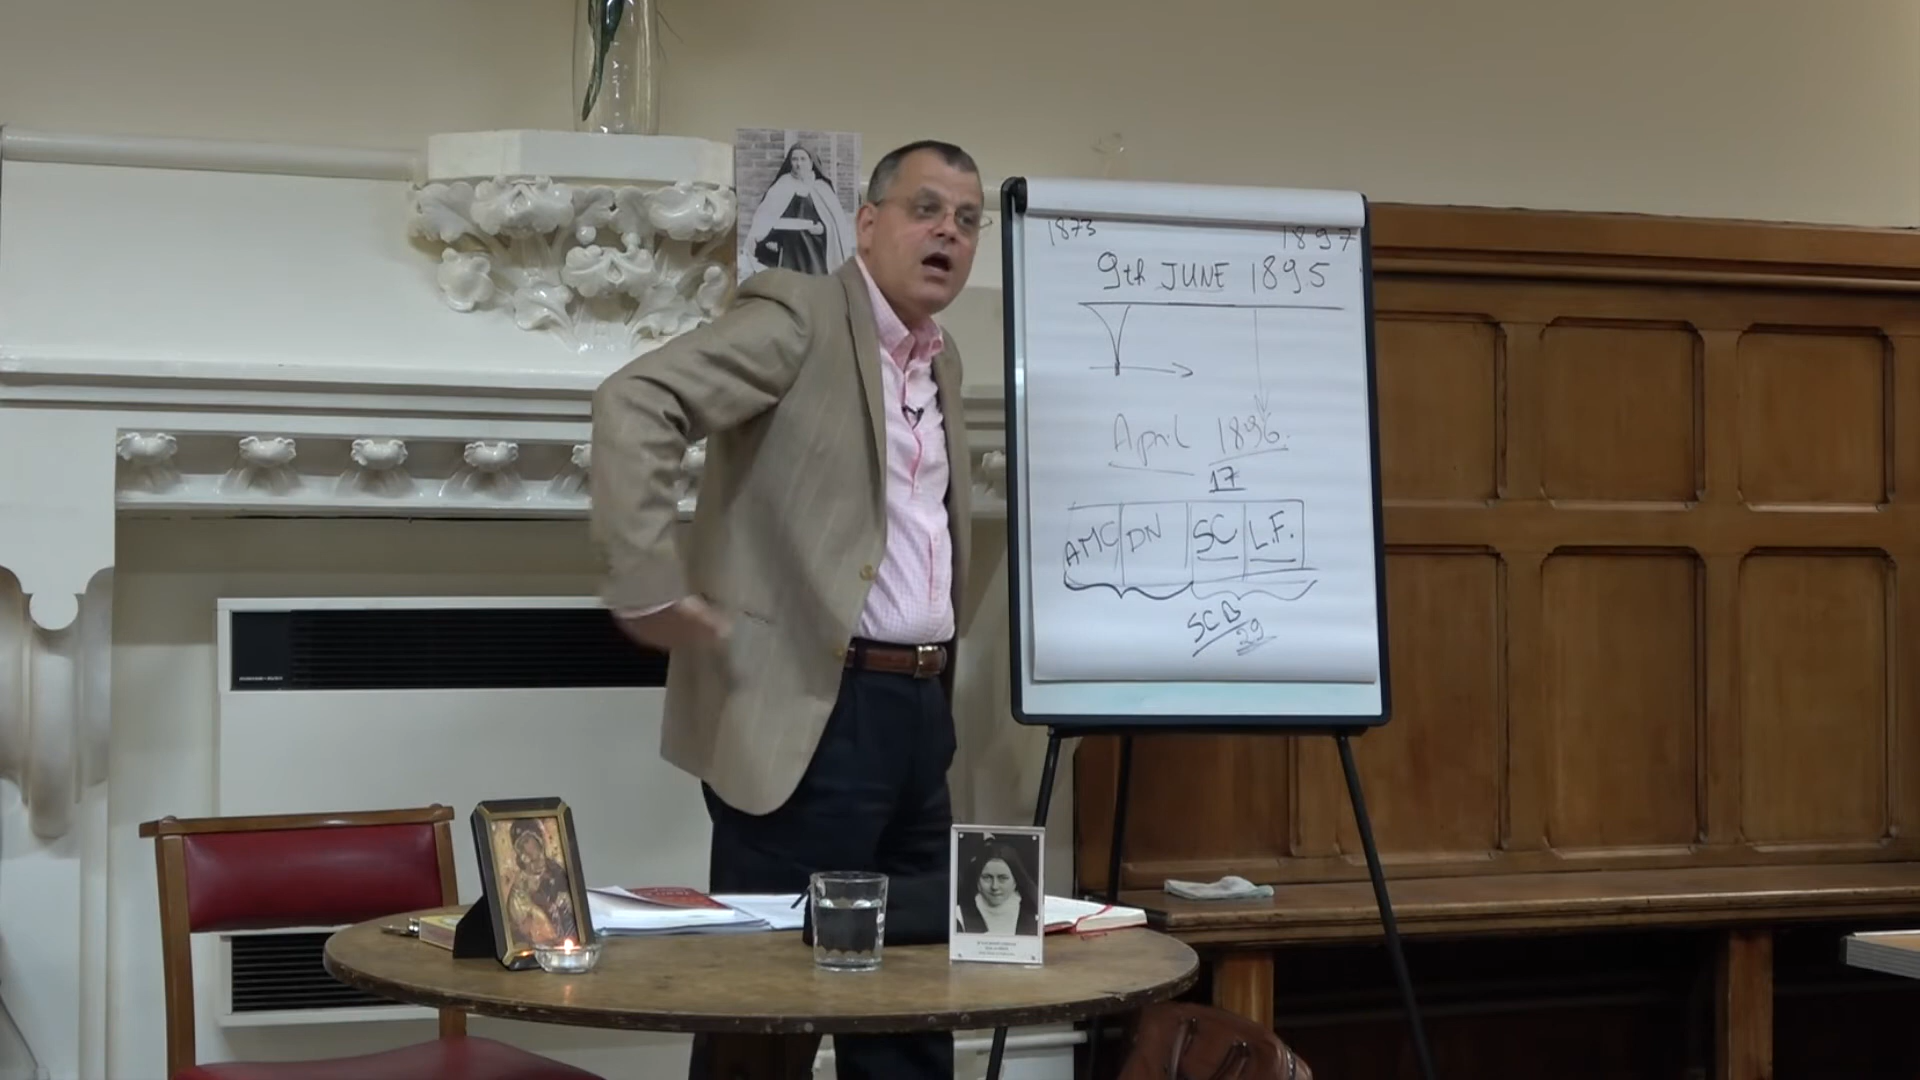 1873 1897
9th JUNE 1895
April 1896.
17
AMC DN SC L.F.
SCB
29